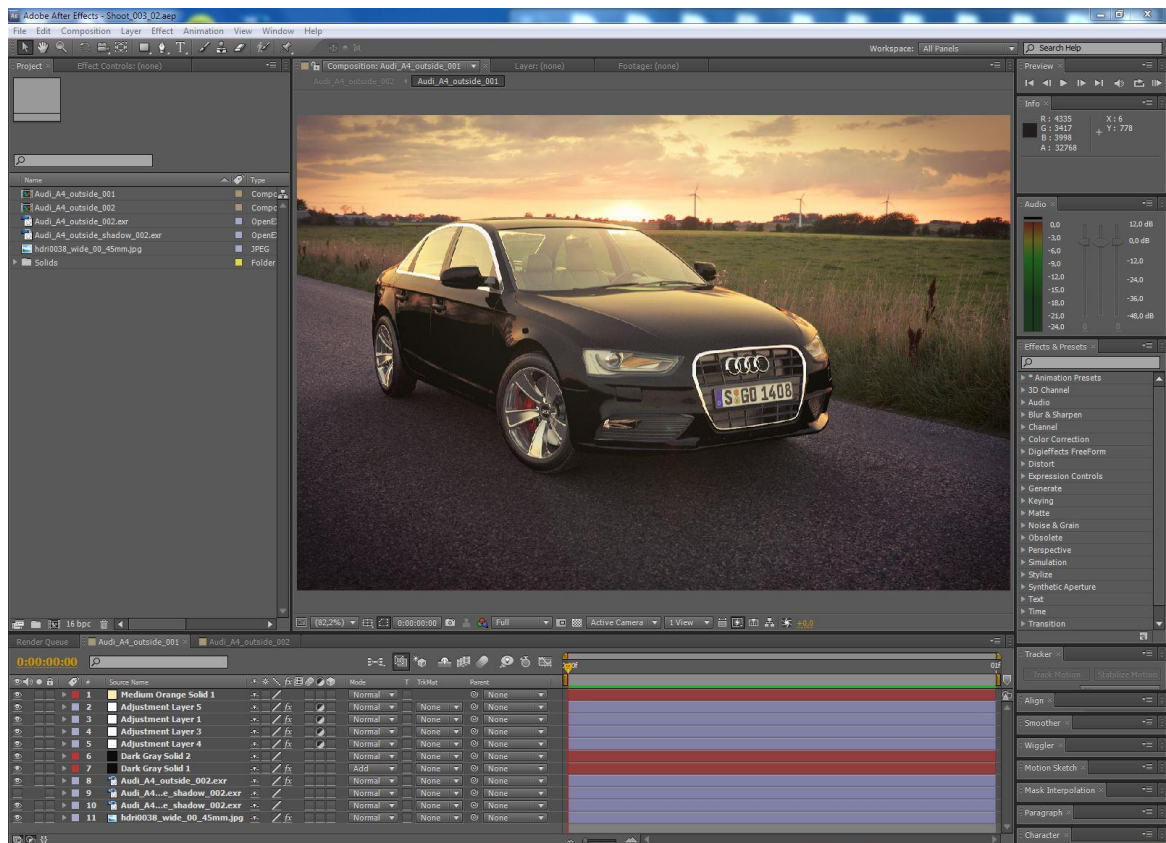 Adobe After Effects - Shoot_003_02.aep
File Edit Composition Layer Effect Animation View Window Help
Workspace: All Panels
Search Help
Project
Effect Controls: (none)
Composition: Audi_A4_outside_001
Layer: (none)
Footage: (none)
Audi_A4_outside_002
Audi_A4_outside_001
Name
Type
Audi_A4_outside_001 Compo
Audi_A4_outside_002 Compo
Audi_A4_outside_002.exr OpenE
Audi_A4_outside_shadow_002.exr OpenE
hdri0038_wide_00_45mm.jpg JPEG
Solids Folder
16 bpc
S GO 1408
(82,2%) 0:00:00:00 Full Active Camera 1 View +0,0
Preview
Info
R : 4335 X : 6
G : 3417 Y : 778
B : 3998
A : 32768
Audio
0,0 12,0 dB
-3,0 0,0 dB
-6,0
-9,0 -12,0
-12,0
-15,0 -24,0
-18,0 -36,0
-21,0 -48,0 dB
-24,0 0 0
Effects & Presets
* Animation Presets
3D Channel
Audio
Blur & Sharpen
Channel
Color Correction
Digieffects FreeForm
Distort
Expression Controls
Generate
Keying
Matte
Noise & Grain
Obsolete
Perspective
Simulation
Stylize
Synthetic Aperture
Text
Time
Transition
Tracker
Track Motion Stabilize Motion
Align
Smoother
Wiggler
Motion Sketch
Mask Interpolation
Paragraph
Character
Render Queue Audi_A4_outside_001 Audi_A4_outside_002
0:00:00:00
01f
# Source Name Mode T TrkMat Parent
1 Medium Orange Solid 1 Normal None
2 Adjustment Layer 5 Normal None None
3 Adjustment Layer 1 Normal None None
4 Adjustment Layer 3 Normal None None
5 Adjustment Layer 4 Normal None None
6 Dark Gray Solid 2 Normal None None
7 Dark Gray Solid 1 Add None None
8 Audi_A4_outside_002.exr Normal None None
9 Audi_A4...e_shadow_002.exr Normal None None
10 Audi_A4...e_shadow_002.exr Normal None None
11 hdri0038_wide_00_45mm.jpg Normal None None